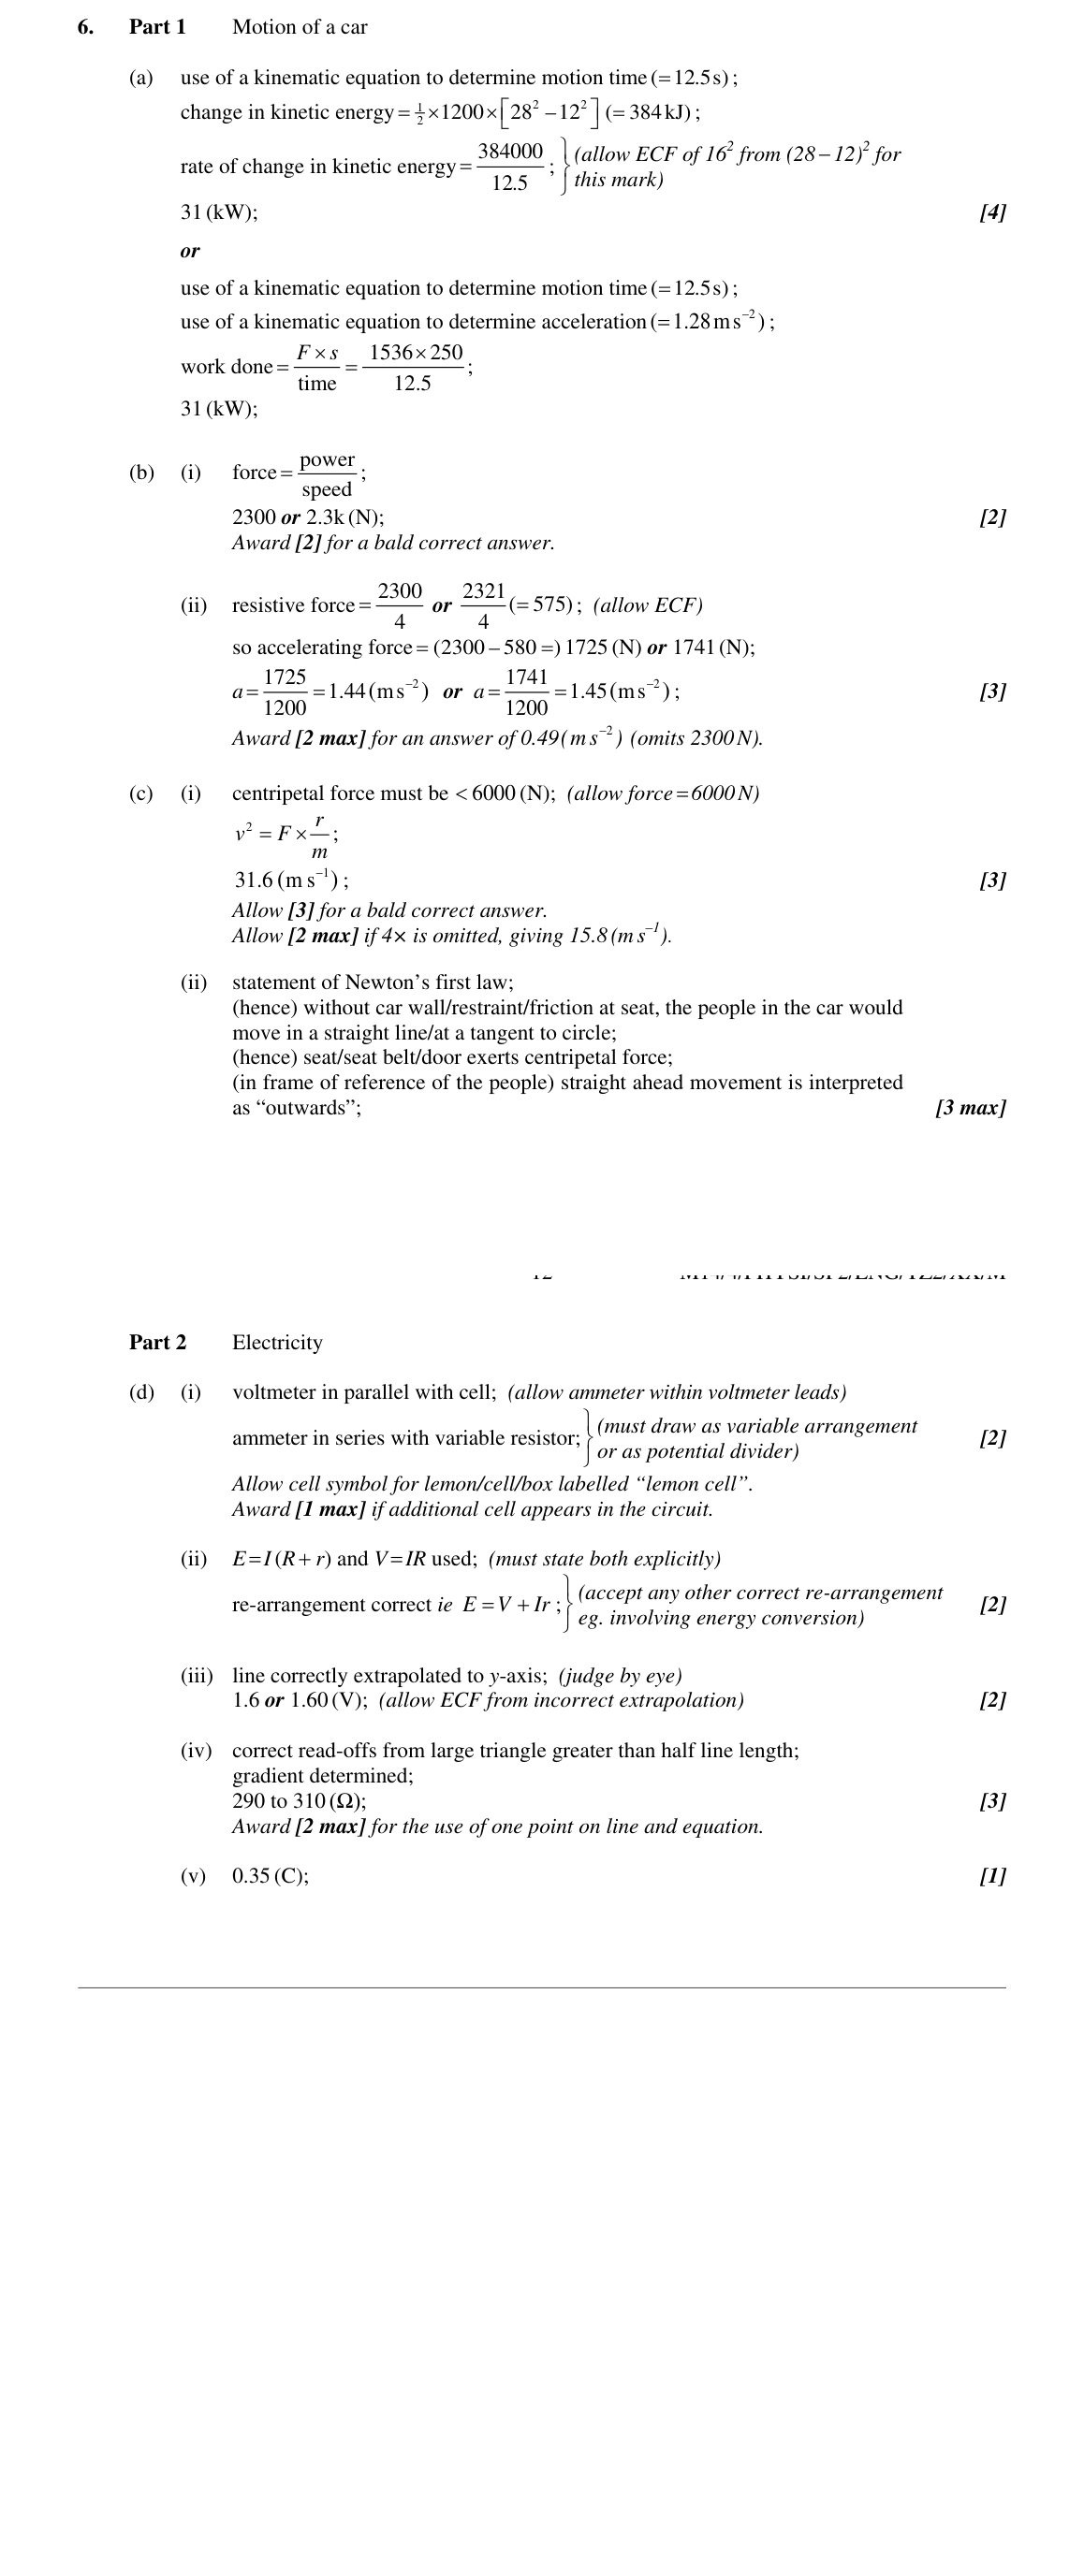 6. Part 1 Motion of a car
(a) use of a kinematic equation to determine motion time (= 12.5s);
change in kinetic energy = ½ × 1200 × [28² − 12²] (= 384 kJ);
rate of change in kinetic energy = 384000 / 12.5 ; } (allow ECF of 16² from (28 − 12)² for
this mark)
31 (kW); [4]
or
use of a kinematic equation to determine motion time (= 12.5s);
use of a kinematic equation to determine acceleration (= 1.28 m s⁻²);
work done = F × s / time = 1536 × 250 / 12.5 ;
31 (kW);
(b) (i) force = power / speed ;
2300 or 2.3k (N); [2]
Award [2] for a bald correct answer.
(ii) resistive force = 2300 / 4 or 2321 / 4 (= 575); (allow ECF)
so accelerating force = (2300 − 580 =) 1725 (N) or 1741 (N);
a = 1725 / 1200 = 1.44 (m s⁻²) or a = 1741 / 1200 = 1.45 (m s⁻²); [3]
Award [2 max] for an answer of 0.49 (m s⁻²) (omits 2300 N).
(c) (i) centripetal force must be < 6000 (N); (allow force = 6000 N)
v² = F × r / m ;
31.6 (m s⁻¹); [3]
Allow [3] for a bald correct answer.
Allow [2 max] if 4× is omitted, giving 15.8 (m s⁻¹).
(ii) statement of Newton’s first law;
(hence) without car wall/restraint/friction at seat, the people in the car would
move in a straight line/at a tangent to circle;
(hence) seat/seat belt/door exerts centripetal force;
(in frame of reference of the people) straight ahead movement is interpreted
as “outwards”; [3 max]
Part 2 Electricity
(d) (i) voltmeter in parallel with cell; (allow ammeter within voltmeter leads)
ammeter in series with variable resistor; } (must draw as variable arrangement
or as potential divider) [2]
Allow cell symbol for lemon/cell/box labelled “lemon cell”.
Award [1 max] if additional cell appears in the circuit.
(ii) E = I (R + r) and V = IR used; (must state both explicitly)
re-arrangement correct ie E = V + Ir ; } (accept any other correct re-arrangement
eg. involving energy conversion) [2]
(iii) line correctly extrapolated to y-axis; (judge by eye)
1.6 or 1.60 (V); (allow ECF from incorrect extrapolation) [2]
(iv) correct read-offs from large triangle greater than half line length;
gradient determined;
290 to 310 (Ω); [3]
Award [2 max] for the use of one point on line and equation.
(v) 0.35 (C); [1]